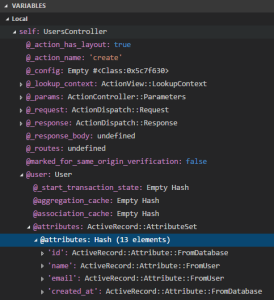 VARIABLES
Local
self: UsersController
@_action_has_layout: true
@_action_name: 'create'
@_config: Empty #<Class:0x5c7f630>
@_lookup_context: ActionView::LookupContext
@_params: ActionController::Parameters
@_request: ActionDispatch::Request
@_response: ActionDispatch::Response
@_response_body: undefined
@_routes: undefined
@marked_for_same_origin_verification: false
@user: User
@_start_transaction_state: Empty Hash
@aggregation_cache: Empty Hash
@association_cache: Empty Hash
@attributes: ActiveRecord::AttributeSet
@attributes: Hash (13 elements)
'id': ActiveRecord::Attribute::FromDatabase
'name': ActiveRecord::Attribute::FromUser
'email': ActiveRecord::Attribute::FromUser
'created_at': ActiveRecord::Attribute::FromDatabase